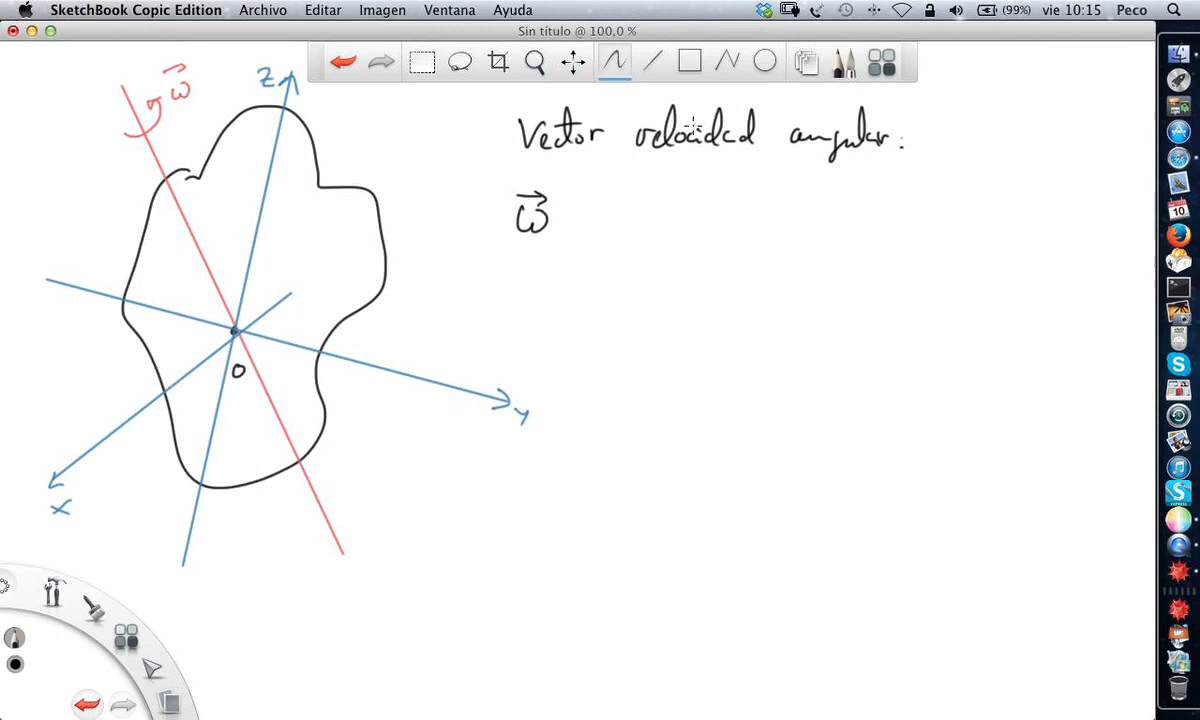 SketchBook Copic Edition Archivo Editar Imagen Ventana Ayuda (99%) vie 10:15 Peco
Sin título @ 100,0 %
ω⃗
Z
Vector velocidad angular:
ω⃗
O
Y
X
10